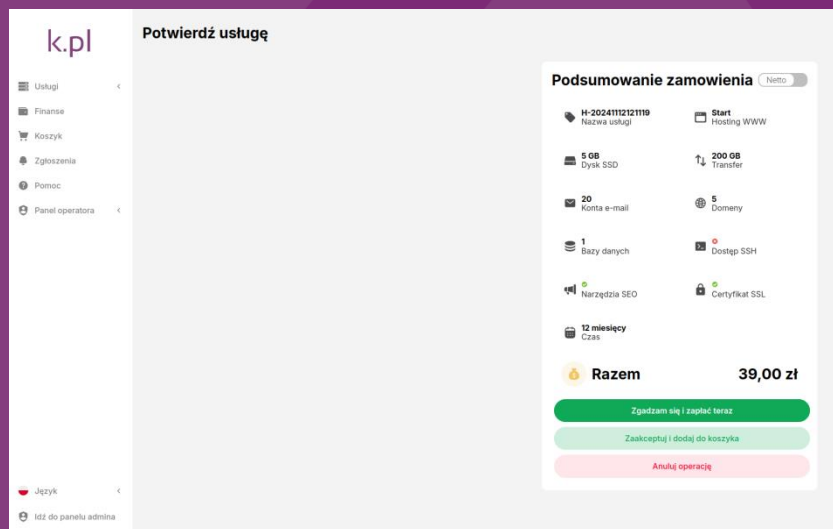 k.pl
Potwierdź usługę
Usługi
Finanse
Koszyk
Zgłoszenia
Pomoc
Panel operatora
Podsumowanie zamowienia Netto
H-20241112121119
Nazwa usługi
Start
Hosting WWW
5 GB
Dysk SSD
200 GB
Transfer
20
Konta e-mail
5
Domeny
1
Bazy danych
Dostęp SSH
Narzędzia SEO
Certyfikat SSL
12 miesięcy
Czas
Razem 39,00 zł
Zgadzam się i zapłać teraz
Zaakceptuj i dodaj do koszyka
Anuluj operację
Język
Idź do panelu admina